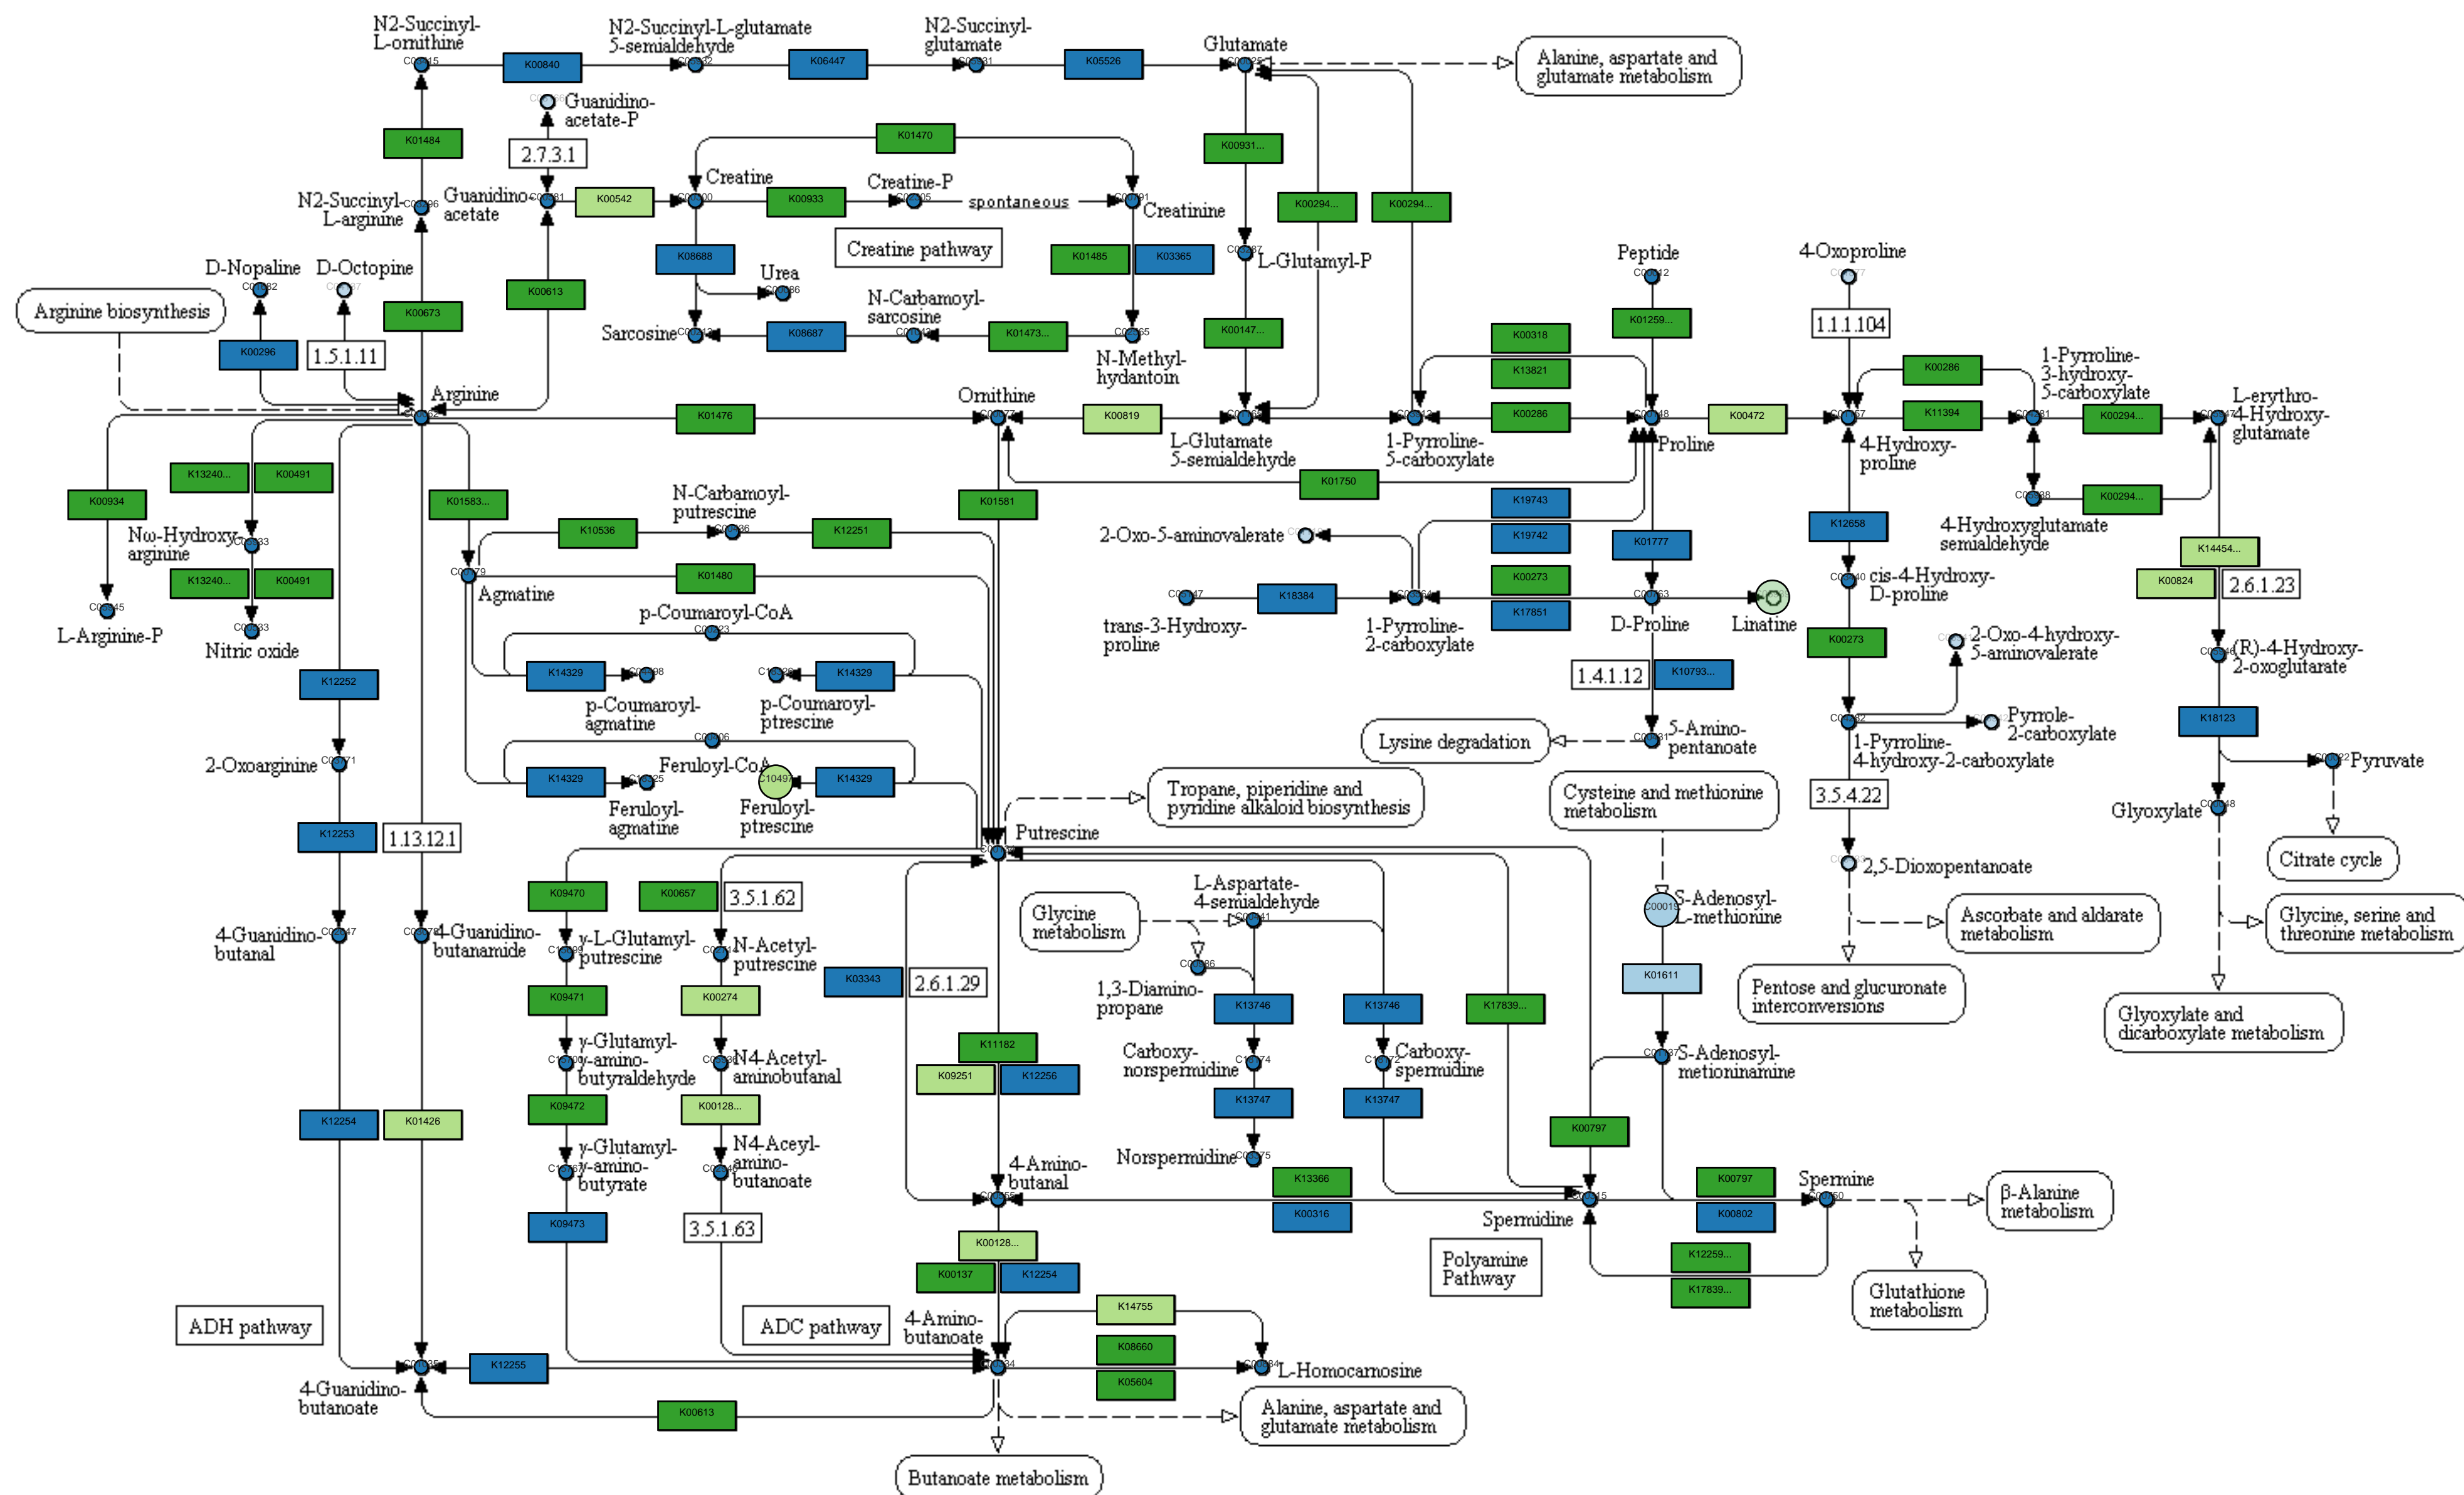 N2-Succinyl-
L-ornithine
N2-Succinyl-L-glutamate
5-semialdehyde
N2-Succinyl-
glutamate
Glutamate
K00840
K06447
K05526
Alanine, aspartate and
glutamate metabolism
Guanidino-
acetate-P
K01484
2.7.3.1
K01470
K00931...
N2-Succinyl-
L-arginine
Guanidino-
acetate
K00542
Creatine
K00933
Creatine-P
spontaneous
Creatinine
K00294...
K00294...
Creatine pathway
K08688
K01485
K03365
L-Glutamyl-P
Peptide
4-Oxoproline
D-Nopaline
D-Octopine
Urea
Arginine biosynthesis
K00673
K00613
N-Carbamoyl-
sarcosine
Sarcosine
K08687
K01473...
K00147...
K00318
K01259...
1.1.1.104
K00296
1.5.1.11
N-Methyl-
hydantoin
K13821
K00286
1-Pyrroline-
3-hydroxy-
5-carboxylate
L-erythro-
4-Hydroxy-
glutamate
Arginine
K01476
Ornithine
K00819
K00286
K00472
K11394
K00294...
L-Glutamate
5-semialdehyde
1-Pyrroline-
5-carboxylate
Proline
4-Hydroxy-
proline
K13240...
K00491
K01750
K00934
K01583...
N-Carbamoyl-
putrescine
K01581
K19743
K00294...
Nω-Hydroxy-
arginine
K10536
K12251
2-Oxo-5-aminovalerate
K19742
K01777
K12658
4-Hydroxyglutamate
semialdehyde
K14454...
K13240...
K00491
Agmatine
K01480
K00273
cis-4-Hydroxy-
D-proline
K00824
2.6.1.23
L-Arginine-P
Nitric oxide
p-Coumaroyl-CoA
K18384
trans-3-Hydroxy-
proline
1-Pyrroline-
2-carboxylate
K17851
D-Proline
Linatine
K00273
2-Oxo-4-hydroxy-
5-aminovalerate
(R)-4-Hydroxy-
2-oxoglutarate
K12252
K14329
K14329
p-Coumaroyl-
agmatine
p-Coumaroyl-
ptrescine
1.4.1.12
K10793...
Pyrrole-
2-carboxylate
K18123
Lysine degradation
5-Amino-
pentanoate
1-Pyrroline-
4-hydroxy-2-carboxylate
2-Oxoarginine
Feruloyl-CoA
K14329
C10497
K14329
Feruloyl-
agmatine
Feruloyl-
ptrescine
Tropane, piperidine and
pyridine alkaloid biosynthesis
Cysteine and methionine
metabolism
3.5.4.22
Pyruvate
Glyoxylate
K12253
1.13.12.1
Putrescine
2,5-Dioxopentanoate
Citrate cycle
K09470
K00657
3.5.1.62
Glycine
metabolism
L-Aspartate-
4-semialdehyde
C00019
S-Adenosyl-
L-methionine
Ascorbate and aldarate
metabolism
Glycine, serine and
threonine metabolism
4-Guanidino-
butanal
4-Guanidino-
butanamide
γ-L-Glutamyl-
putrescine
N-Acetyl-
putrescine
K03343
2.6.1.29
1,3-Diamino-
propane
K01611
Pentose and glucuronate
interconversions
K09471
K00274
K13746
K13746
K17839...
Glyoxylate and
dicarboxylate metabolism
γ-Glutamyl-
γ-amino-
butyraldehyde
N4-Acetyl-
aminobutanal
K11182
K09251
K12256
Carboxy-
norspermidine
Carboxy-
spermidine
S-Adenosyl-
metioninamine
K12254
K01426
K09472
K00128...
K13747
K13747
K00797
γ-Glutamyl-
γ-amino-
butyrate
N4-Aceyl-
amino-
butanoate
4-Amino-
butanal
Norspermidine
K13366
K00797
Spermine
β-Alanine
metabolism
K09473
3.5.1.63
K00316
Spermidine
K00802
K00128...
K00137
K12254
Polyamine
Pathway
K12259...
K17839...
Glutathione
metabolism
ADH pathway
ADC pathway
4-Amino-
butanoate
K14755
K08660
K12255
K05604
L-Homocarnosine
4-Guanidino-
butanoate
K00613
Alanine, aspartate and
glutamate metabolism
Butanoate metabolism